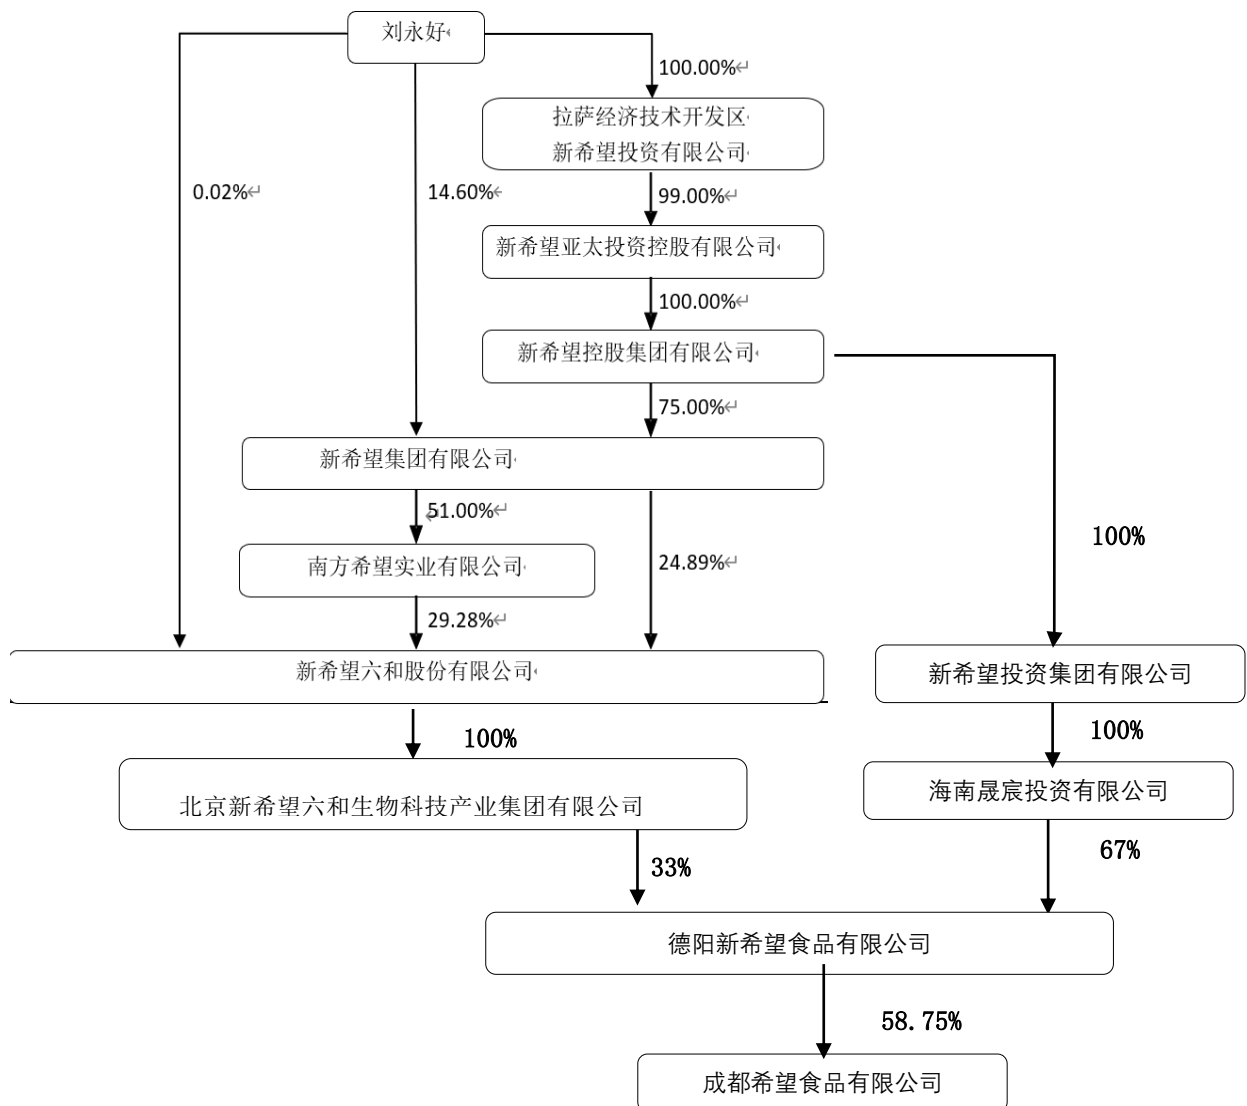 刘永好
100.00%
拉萨经济技术开发区
新希望投资有限公司
0.02%
14.60%
99.00%
新希望亚太投资控股有限公司
100.00%
新希望控股集团有限公司
75.00%
新希望集团有限公司
51.00%
100%
南方希望实业有限公司
24.89%
29.28%
新希望六和股份有限公司
新希望投资集团有限公司
100%
100%
北京新希望六和生物科技产业集团有限公司
海南晟宸投资有限公司
33%
67%
德阳新希望食品有限公司
58.75%
成都希望食品有限公司